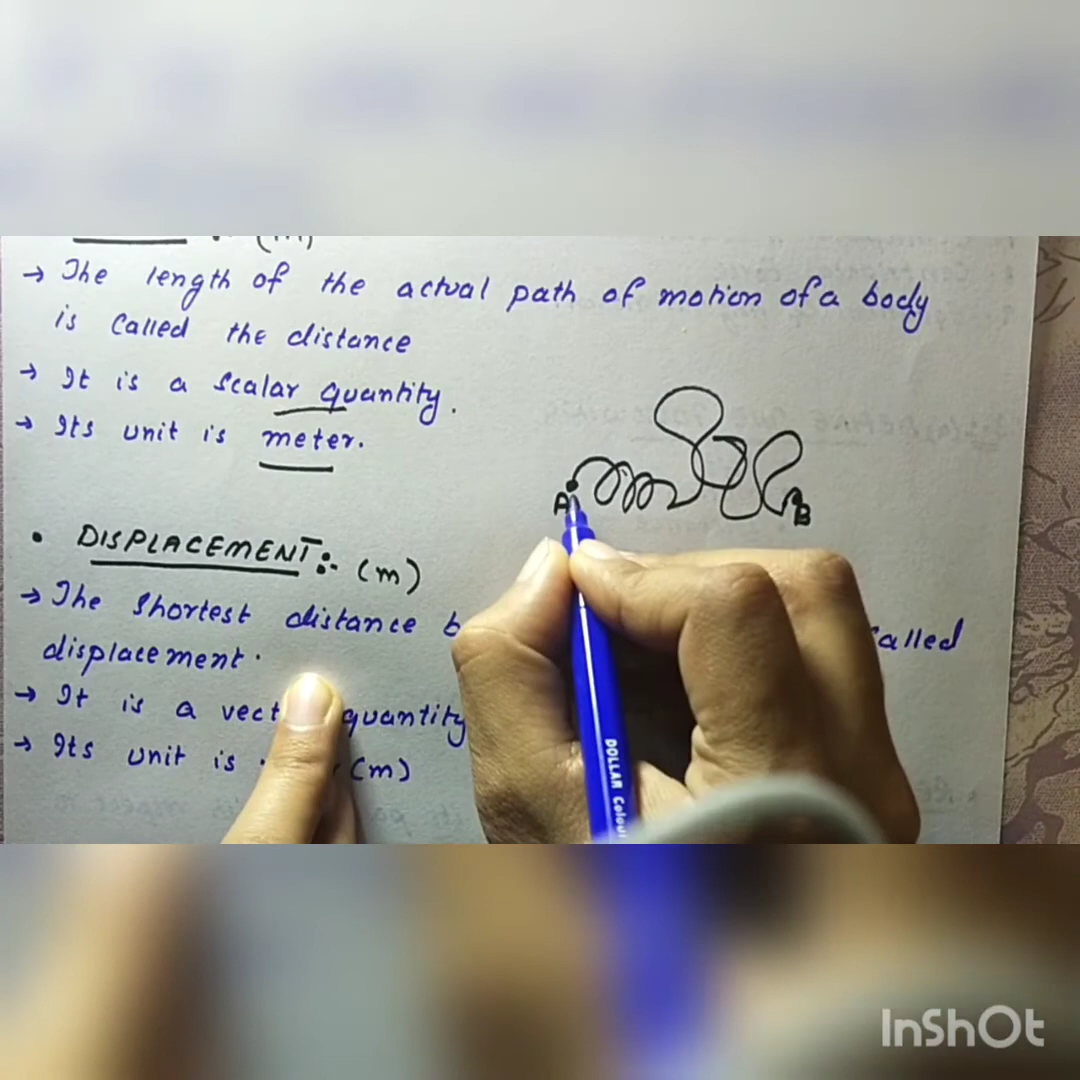 (m)
→ The length of the actual path of motion of a body
is called the distance
→ It is a scalar quantity.
→ Its unit is meter.
A
B
• DISPLACEMENT:- (m)
→ The shortest distance called
displacement.
→ It is a quantity
→ Its unit is (m)
DOLLAR Colour
InShOt